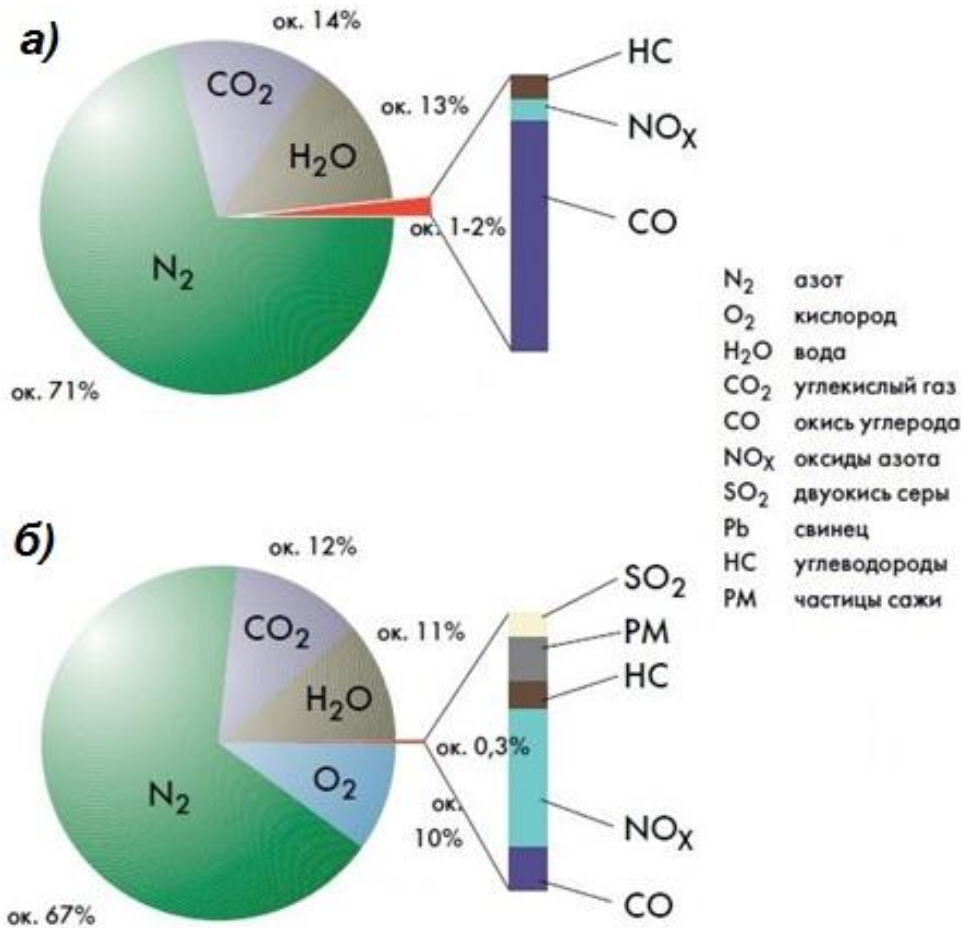 а)
ок. 14%
CO₂
ок. 13%
H₂O
ок. 1-2%
N₂
ок. 71%
HC
NOₓ
CO
N₂ азот
O₂ кислород
H₂O вода
CO₂ углекислый газ
CO окись углерода
NOₓ оксиды азота
SO₂ двуокись серы
Pb свинец
HC углеводороды
PM частицы сажи
б)
ок. 12%
CO₂
ок. 11%
H₂O
ок. 0,3%
O₂
ок.
10%
N₂
ок. 67%
SO₂
PM
HC
NOₓ
CO